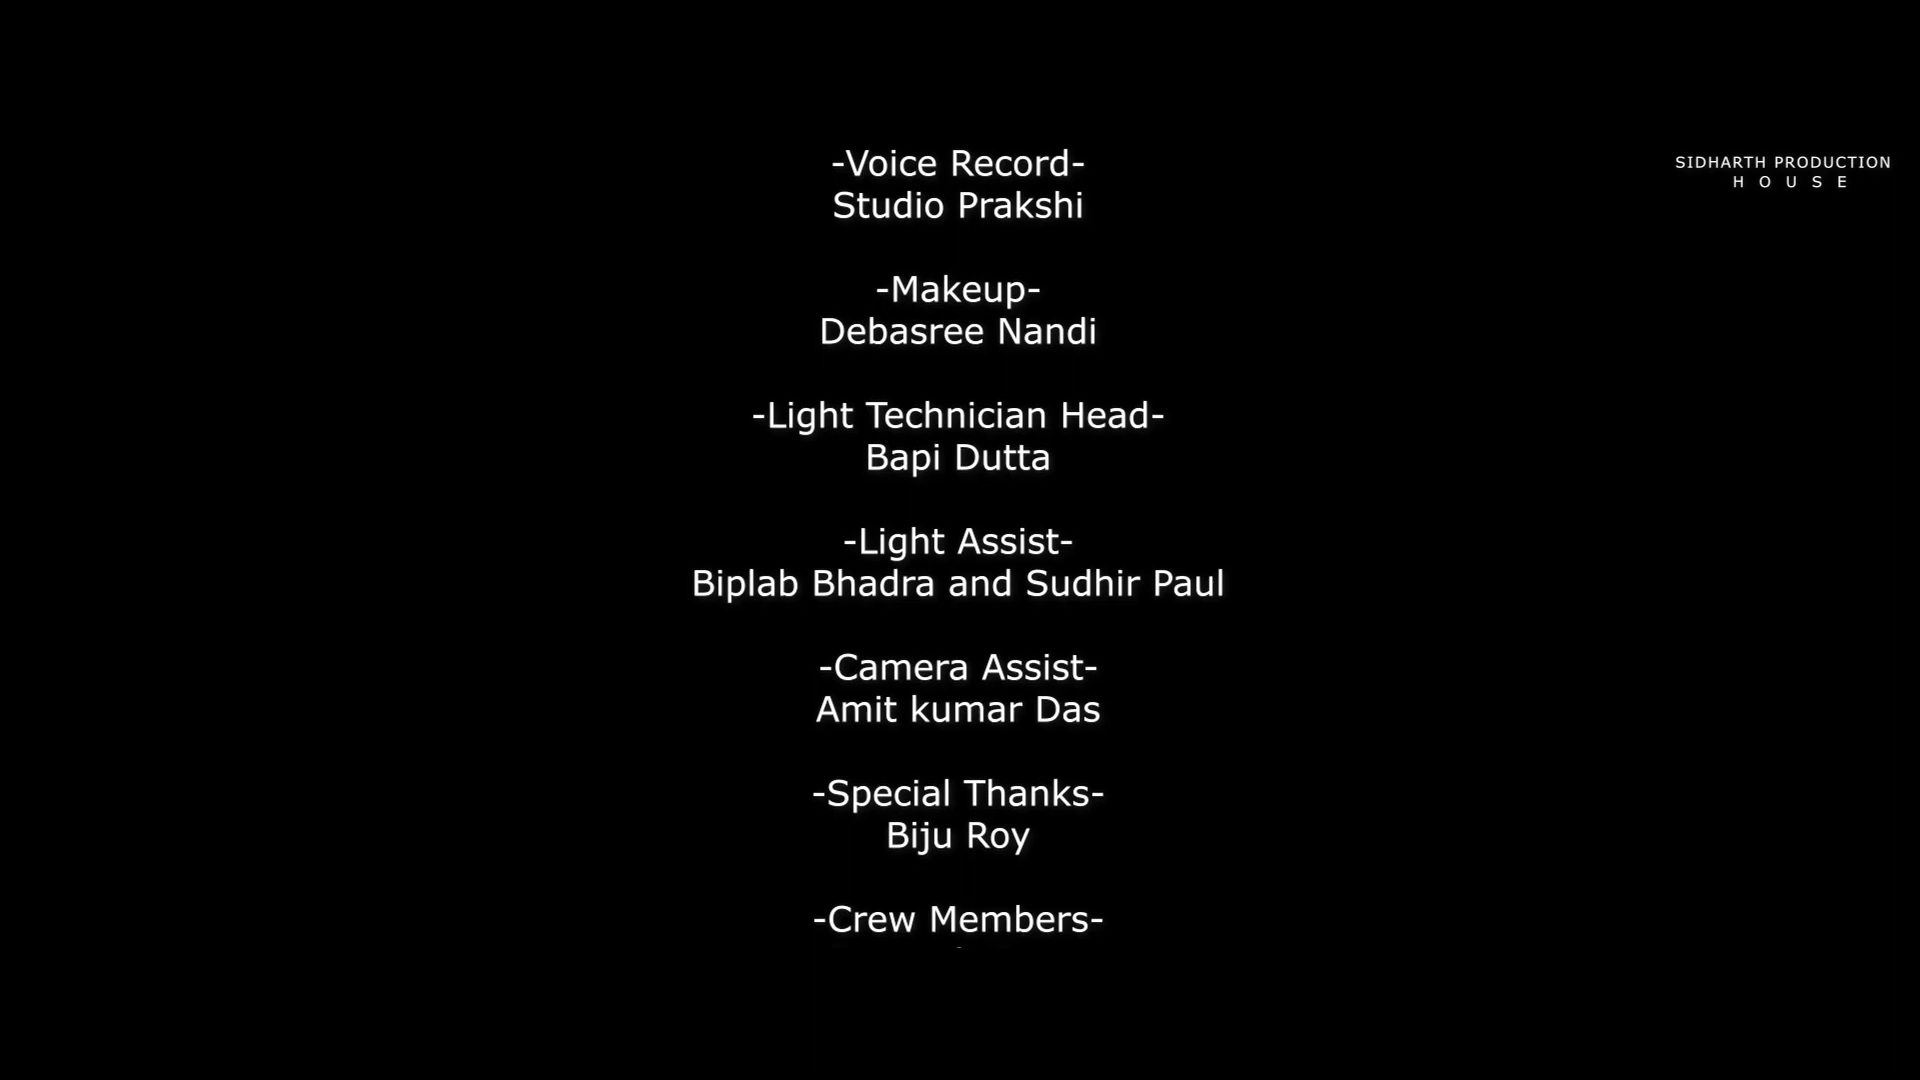 -Voice Record-
Studio Prakshi
-Makeup-
Debasree Nandi
-Light Technician Head-
Bapi Dutta
-Light Assist-
Biplab Bhadra and Sudhir Paul
-Camera Assist-
Amit kumar Das
-Special Thanks-
Biju Roy
-Crew Members-
SIDHARTH PRODUCTION
HOUSE